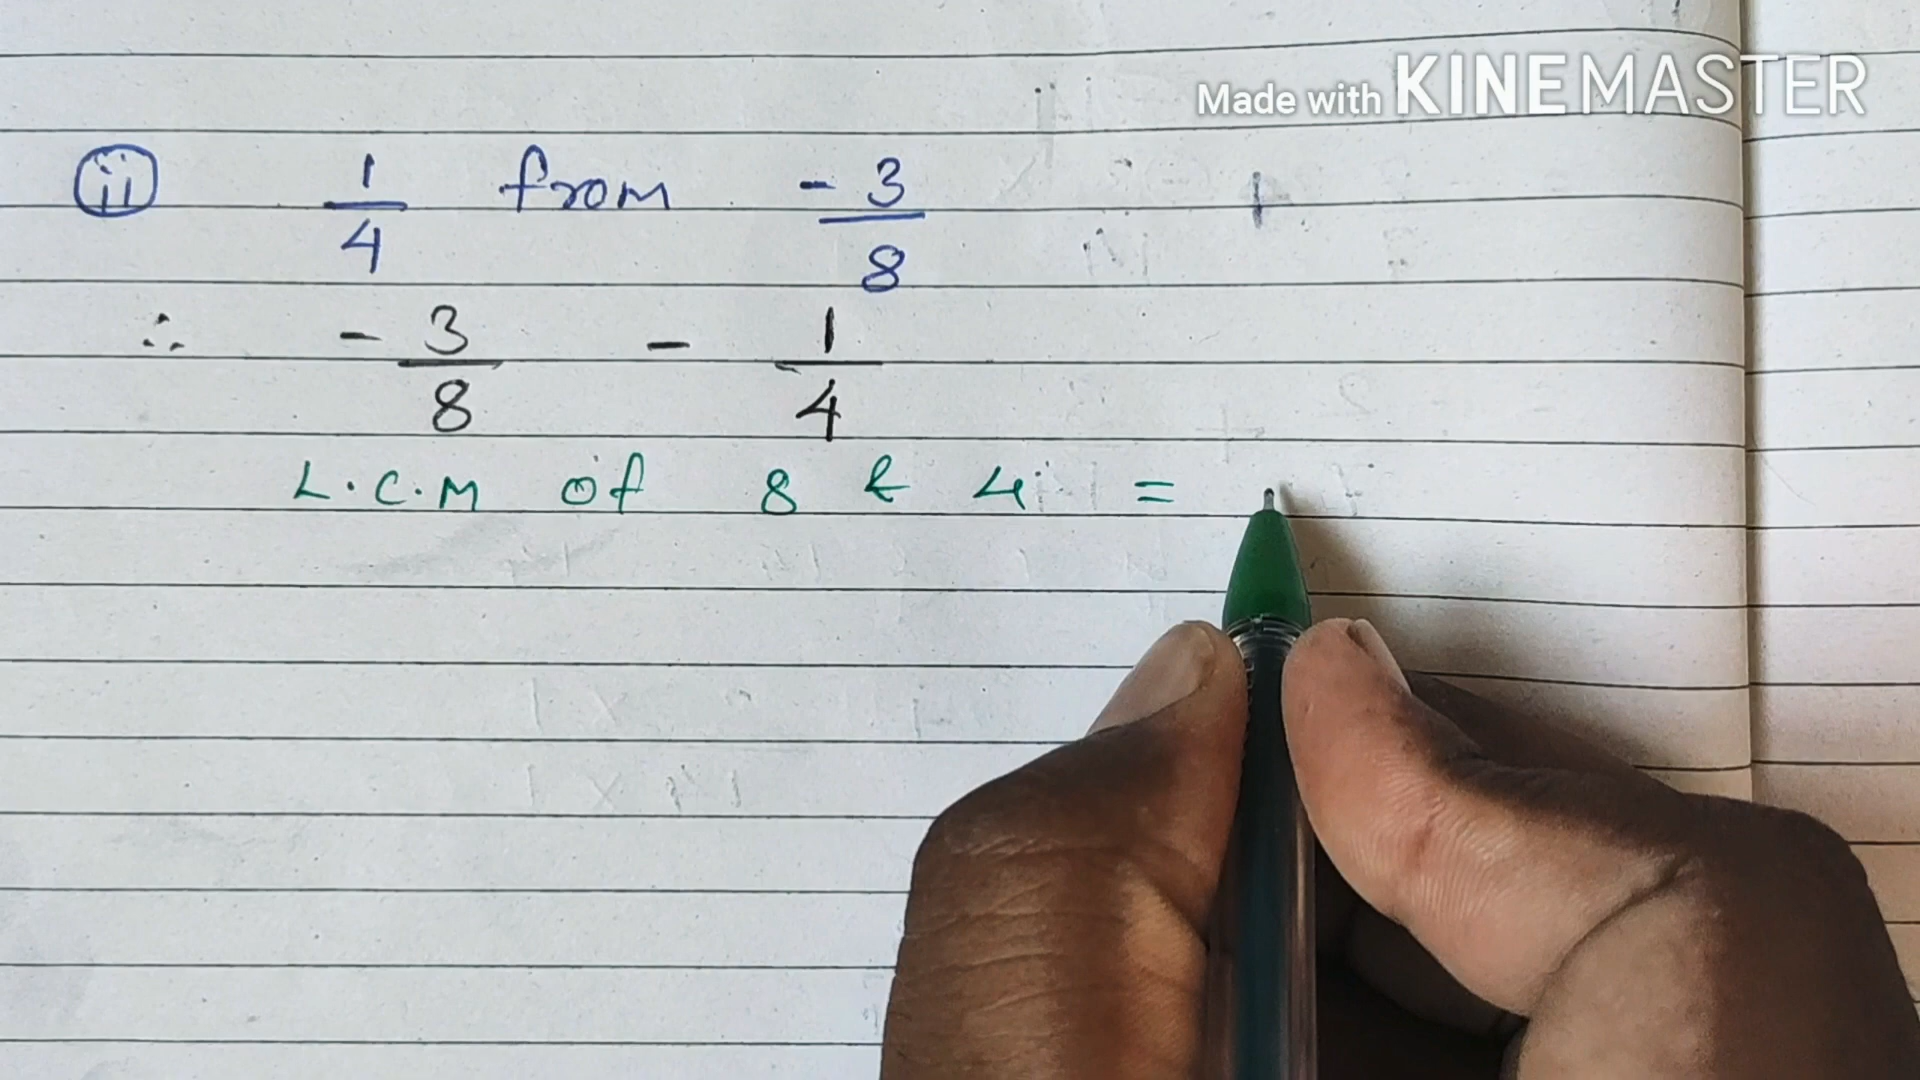 Made with KINEMASTER
ii 1/4 from -3/8
∴ -3/8 - 1/4
L.C.M of 8 & 4 =